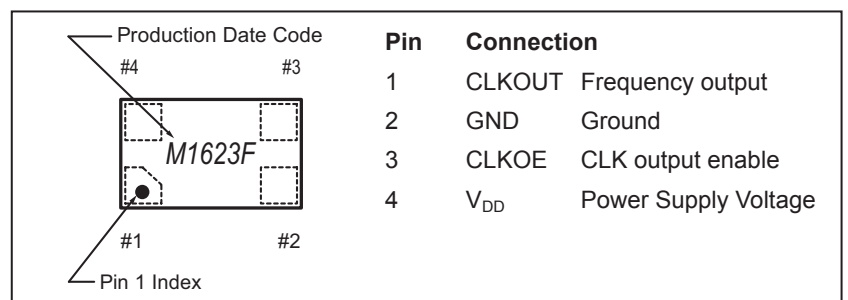 Production Date Code
#4 #3
M1623F
#1 #2
Pin 1 Index
Pin Connection
1 CLKOUT Frequency output
2 GND Ground
3 CLKOE CLK output enable
4 VDD Power Supply Voltage